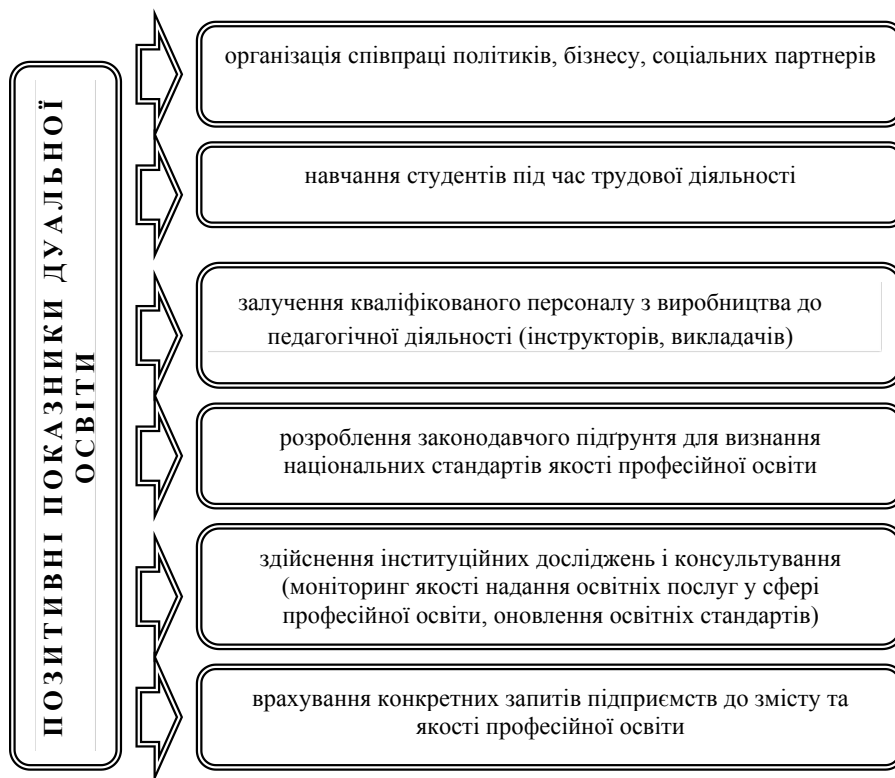 ПОЗИТИВНІ ПОКАЗНИКИ ДУАЛЬНОЇ
ОСВІТИ
організація співпраці політиків, бізнесу, соціальних партнерів
навчання студентів під час трудової діяльності
залучення кваліфікованого персоналу з виробництва до
педагогічної діяльності (інструкторів, викладачів)
розроблення законодавчого підґрунтя для визнання
національних стандартів якості професійної освіти
здійснення інституційних досліджень і консультування
(моніторинг якості надання освітніх послуг у сфері
професійної освіти, оновлення освітніх стандартів)
врахування конкретних запитів підприємств до змісту та
якості професійної освіти